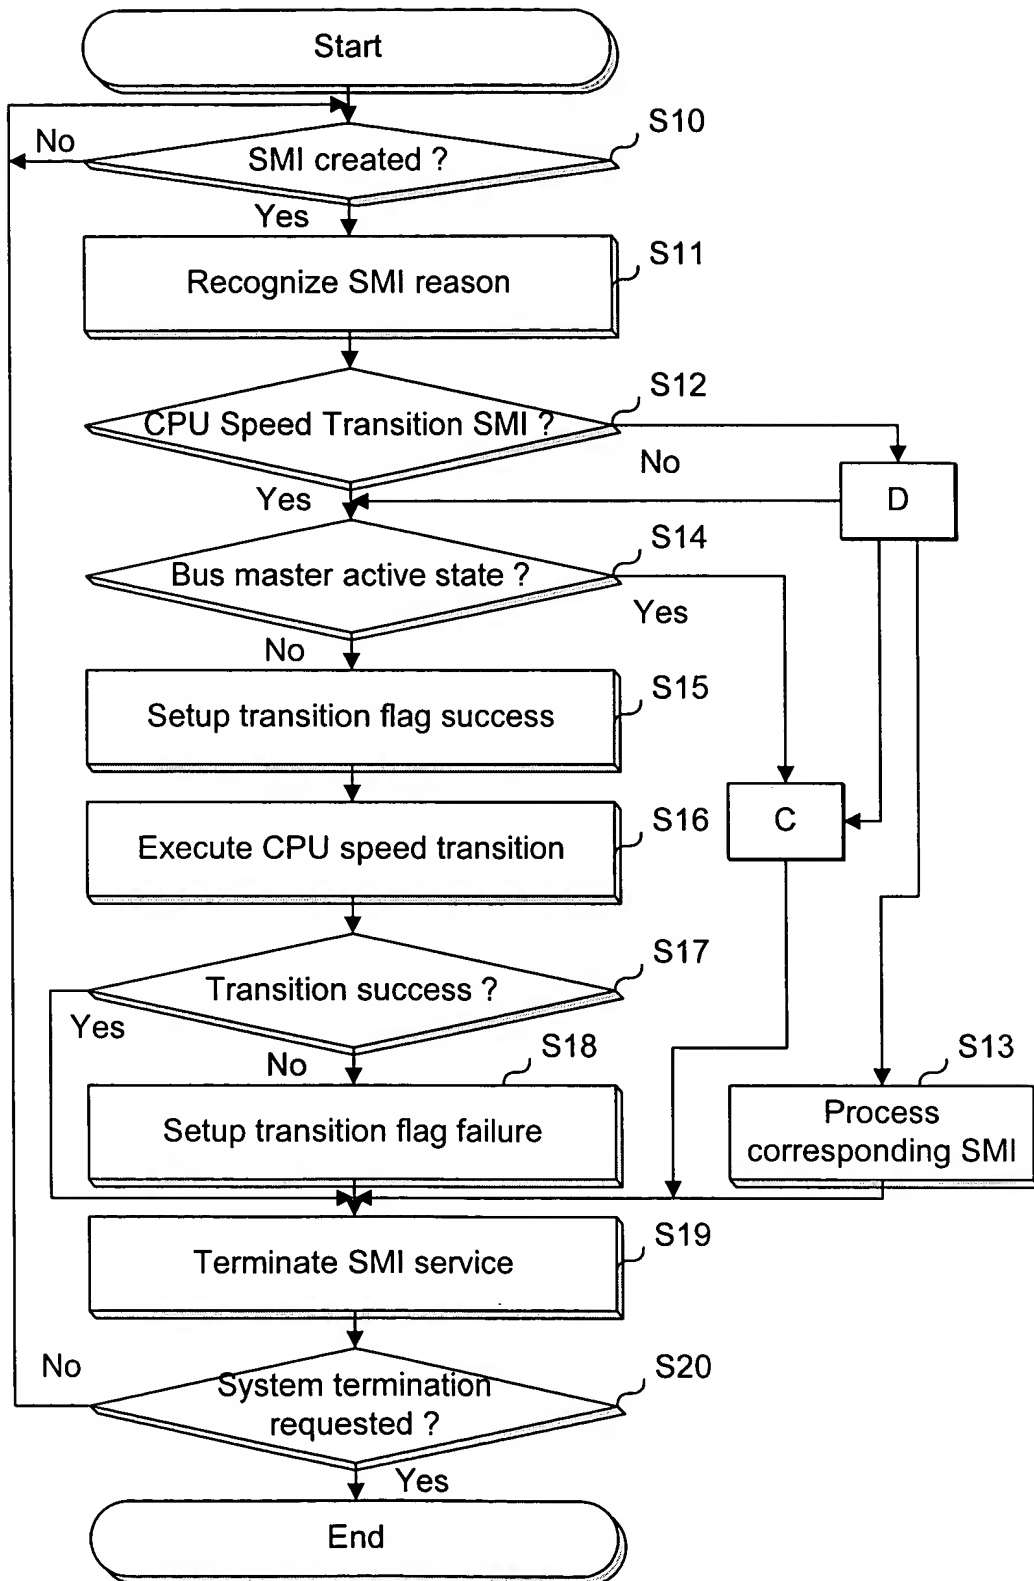 Start
S10
No
SMI created ?
Yes
S11
Recognize SMI reason
S12
CPU Speed Transition SMI ?
No
Yes
D
S14
Bus master active state ?
Yes
No
S15
Setup transition flag success
S16
C
Execute CPU speed transition
S17
Transition success ?
Yes
No
S18
S13
Setup transition flag failure
Process
corresponding SMI
S19
Terminate SMI service
No
S20
System termination
requested ?
Yes
End